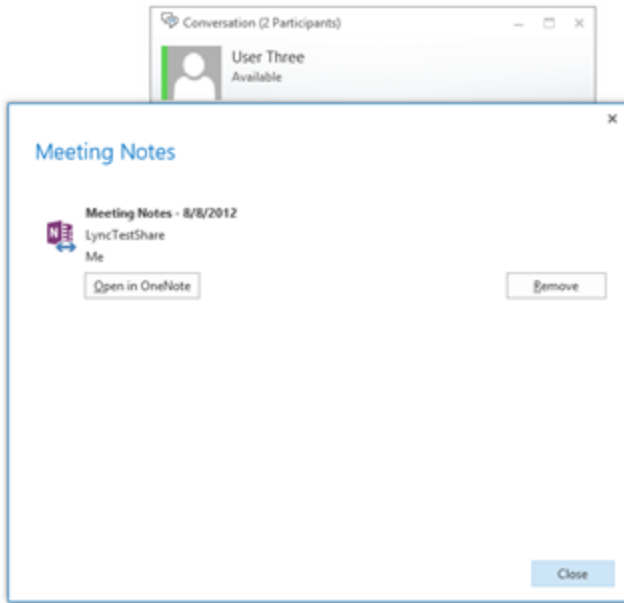 Conversation (2 Participants)
User Three
Available
Meeting Notes
Meeting Notes - 8/8/2012
N
LyncTestShare
Me
Open in OneNote
Remove
Close